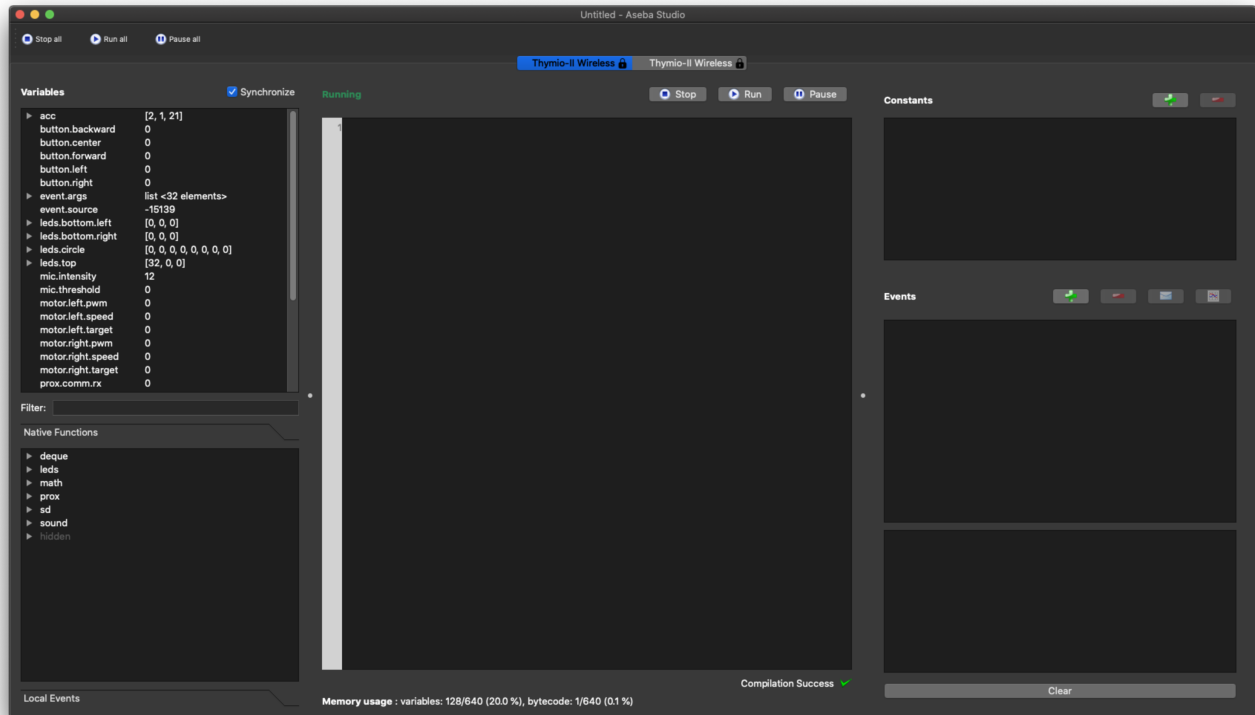 Untitled - Aseba Studio
Stop all Run all Pause all
Thymio-II Wireless Thymio-II Wireless
Variables Synchronize
acc [2, 1, 21]
button.backward 0
button.center 0
button.forward 0
button.left 0
button.right 0
event.args list <32 elements>
event.source -15139
leds.bottom.left [0, 0, 0]
leds.bottom.right [0, 0, 0]
leds.circle [0, 0, 0, 0, 0, 0, 0, 0]
leds.top [32, 0, 0]
mic.intensity 12
mic.threshold 0
motor.left.pwm 0
motor.left.speed 0
motor.left.target 0
motor.right.pwm 0
motor.right.speed 0
motor.right.target 0
prox.comm.rx 0
Filter:
Native Functions
deque
leds
math
prox
sd
sound
hidden
Local Events
Running Stop Run Pause
1
Compilation Success
Memory usage : variables: 128/640 (20.0 %), bytecode: 1/640 (0.1 %)
Constants
Events
Clear